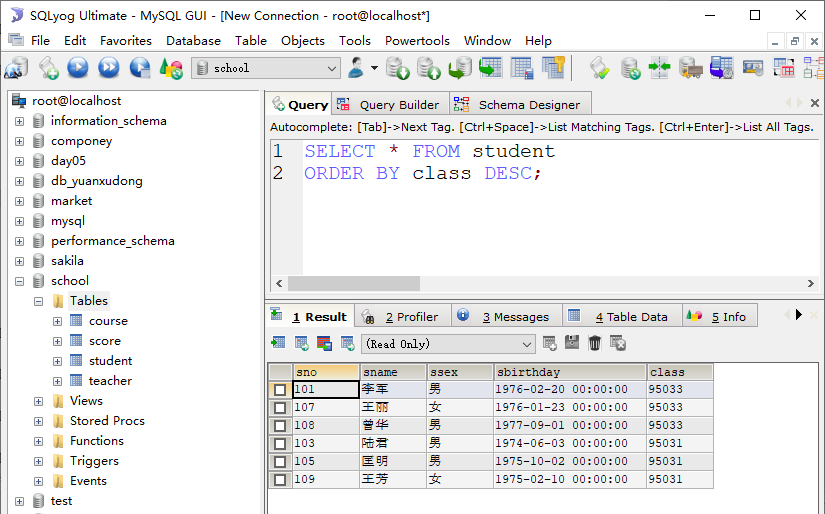 SQLyog Ultimate - MySQL GUI - [New Connection - root@localhost*]
File Edit Favorites Database Table Objects Tools Powertools Window Help
school
root@localhost
information_schema
componey
day05
db_yuanxudong
market
mysql
performance_schema
sakila
school
Tables
course
score
student
teacher
Views
Stored Procs
Functions
Triggers
Events
test
Query Query Builder Schema Designer
Autocomplete: [Tab]->Next Tag. [Ctrl+Space]->List Matching Tags. [Ctrl+Enter]->List All Tags.
1 SELECT * FROM student
2 ORDER BY class DESC;
1 Result 2 Profiler 3 Messages 4 Table Data 5 Info
(Read Only)
sno sname ssex sbirthday class
101 李军 男 1976-02-20 00:00:00 95033
107 王丽 女 1976-01-23 00:00:00 95033
108 曾华 男 1977-09-01 00:00:00 95033
103 陆君 男 1974-06-03 00:00:00 95031
105 匡明 男 1975-10-02 00:00:00 95031
109 王芳 女 1975-02-10 00:00:00 95031